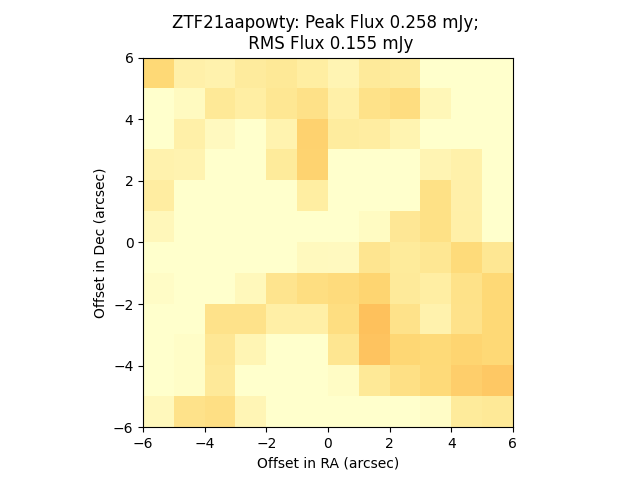 ZTF21aapowty: Peak Flux 0.258 mJy;
RMS Flux 0.155 mJy
6
4
2
0
−2
−4
−6
Offset in Dec (arcsec)
−6 −4 −2 0 2 4 6
Offset in RA (arcsec)